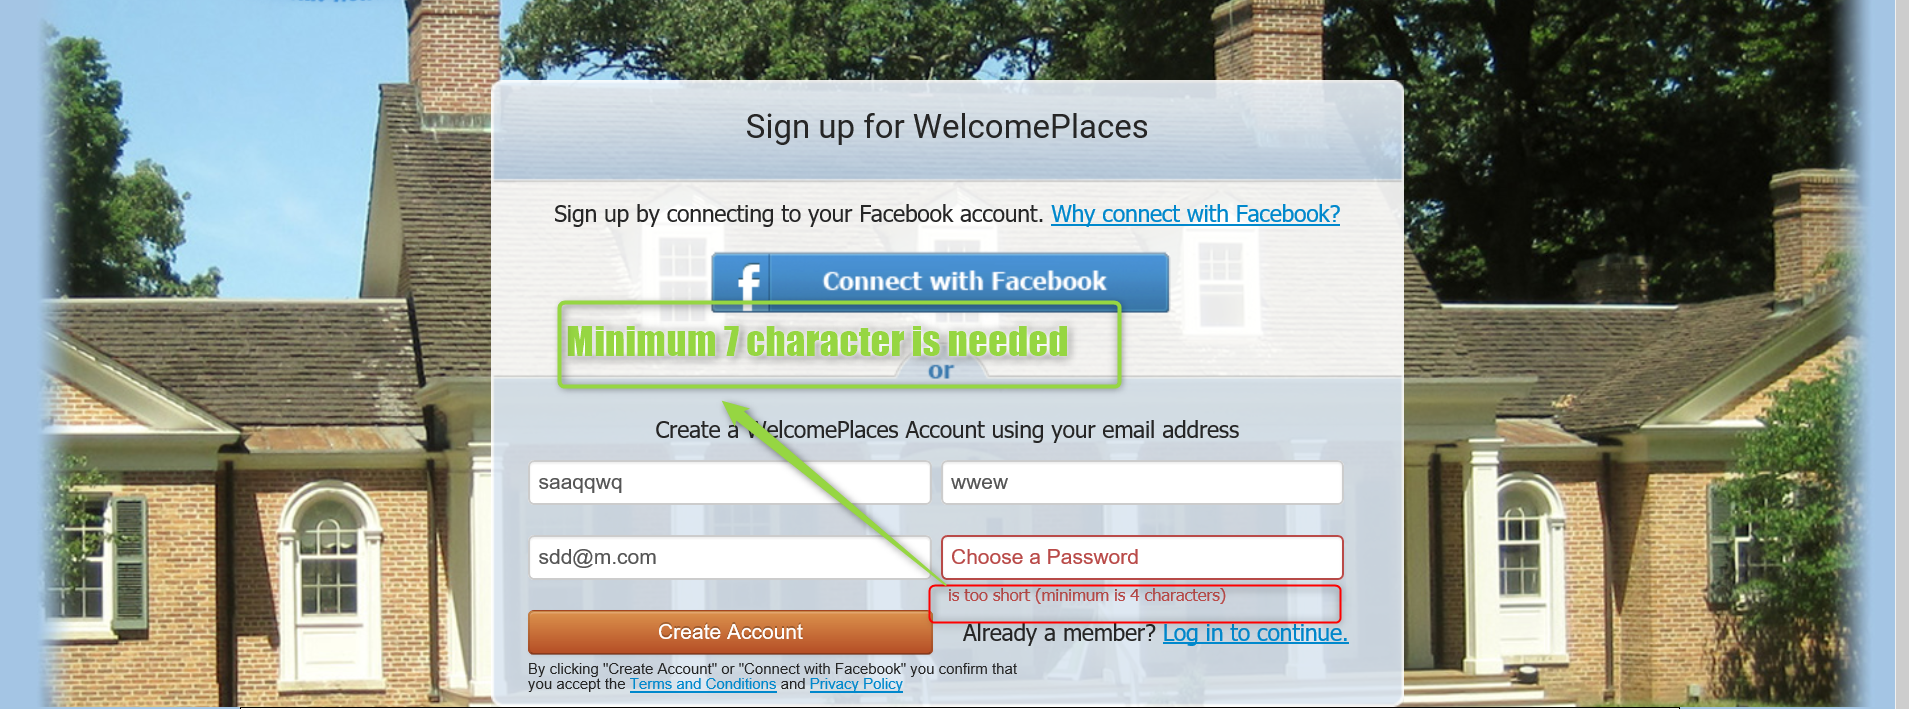 Sign up for WelcomePlaces
Sign up by connecting to your Facebook account. Why connect with Facebook?
f Connect with Facebook
Minimum 7 character is needed
or
Create a WelcomePlaces Account using your email address
saaqqwq wwew
sdd@m.com Choose a Password
is too short (minimum is 4 characters)
Create Account Already a member? Log in to continue.
By clicking "Create Account" or "Connect with Facebook" you confirm that
you accept the Terms and Conditions and Privacy Policy